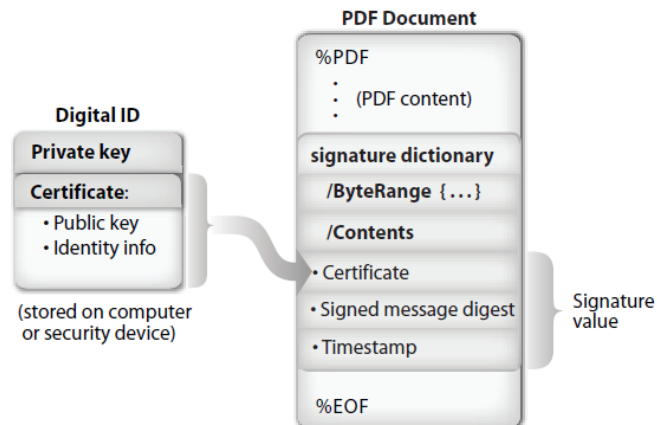 PDF Document
%PDF
• (PDF content)
Digital ID
Private key
Certificate:
• Public key
• Identity info
(stored on computer
or security device)
signature dictionary
/ByteRange {...}
/Contents
• Certificate
• Signed message digest
• Timestamp
Signature
value
%EOF